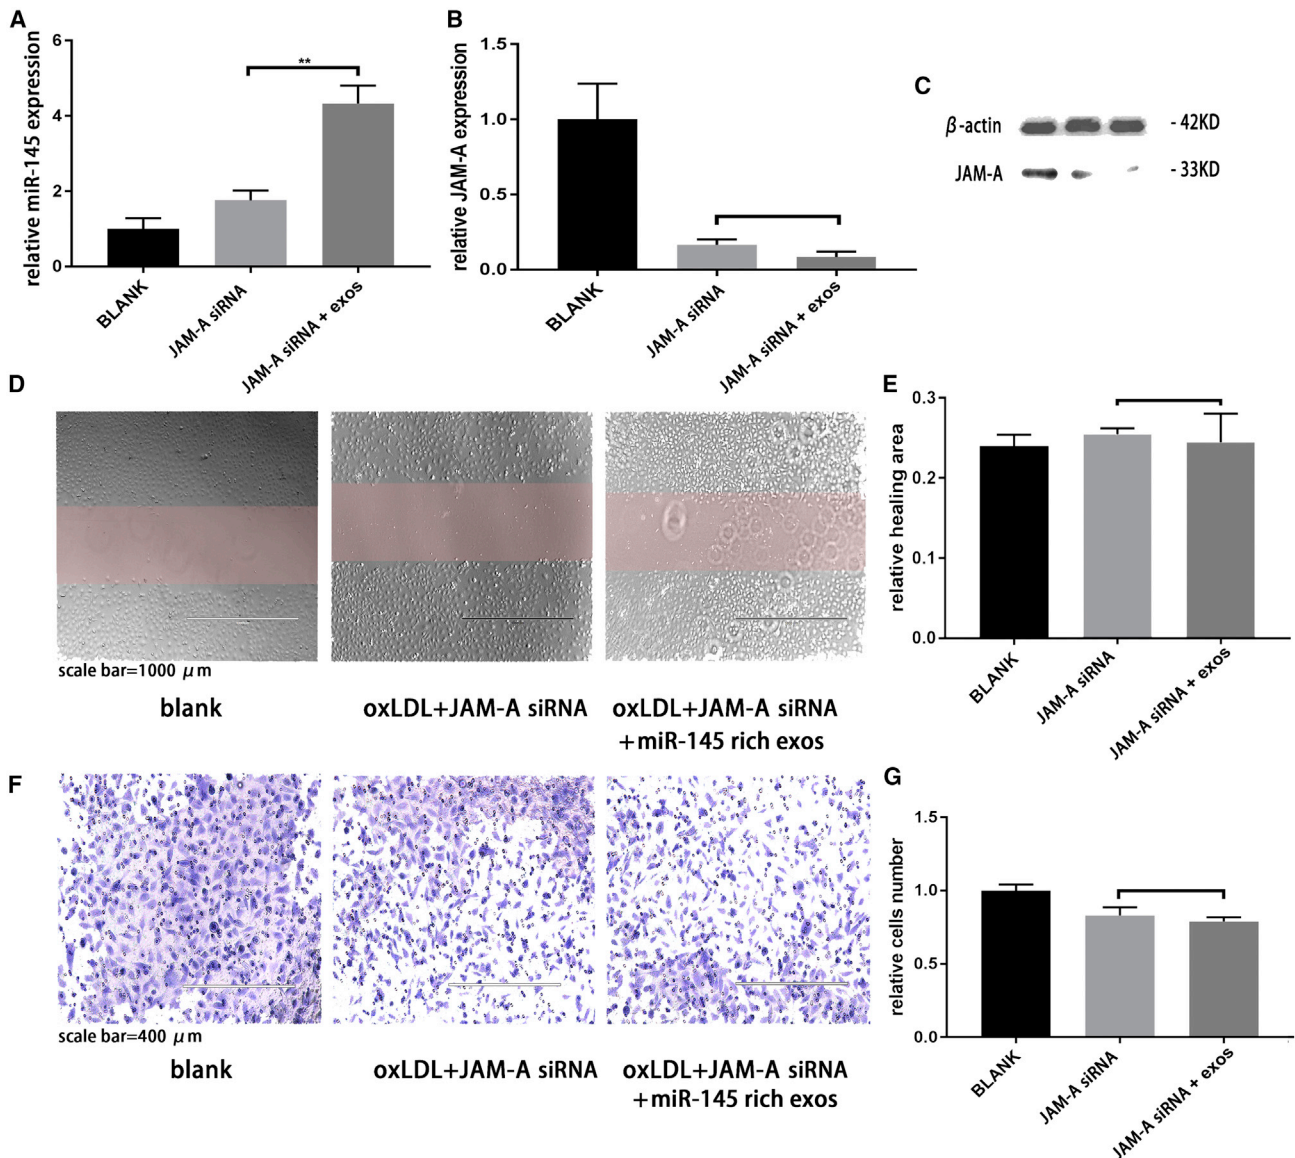 A
relative miR-145 expression
6
4
2
0
**
BLANK
JAM-A siRNA
JAM-A siRNA + exos
B
relative JAM-A expression
1.5
1.0
0.5
0.0
BLANK
JAM-A siRNA
JAM-A siRNA + exos
C
β-actin - 42KD
JAM-A - 33KD
D
scale bar=1000 μm
blank
oxLDL+JAM-A siRNA
oxLDL+JAM-A siRNA
+miR-145 rich exos
E
relative healing area
0.3
0.2
0.1
0.0
BLANK
JAM-A siRNA
JAM-A siRNA + exos
F
scale bar=400 μm
blank
oxLDL+JAM-A siRNA
oxLDL+JAM-A siRNA
+miR-145 rich exos
G
relative cells number
1.5
1.0
0.5
0.0
BLANK
JAM-A siRNA
JAM-A siRNA + exos